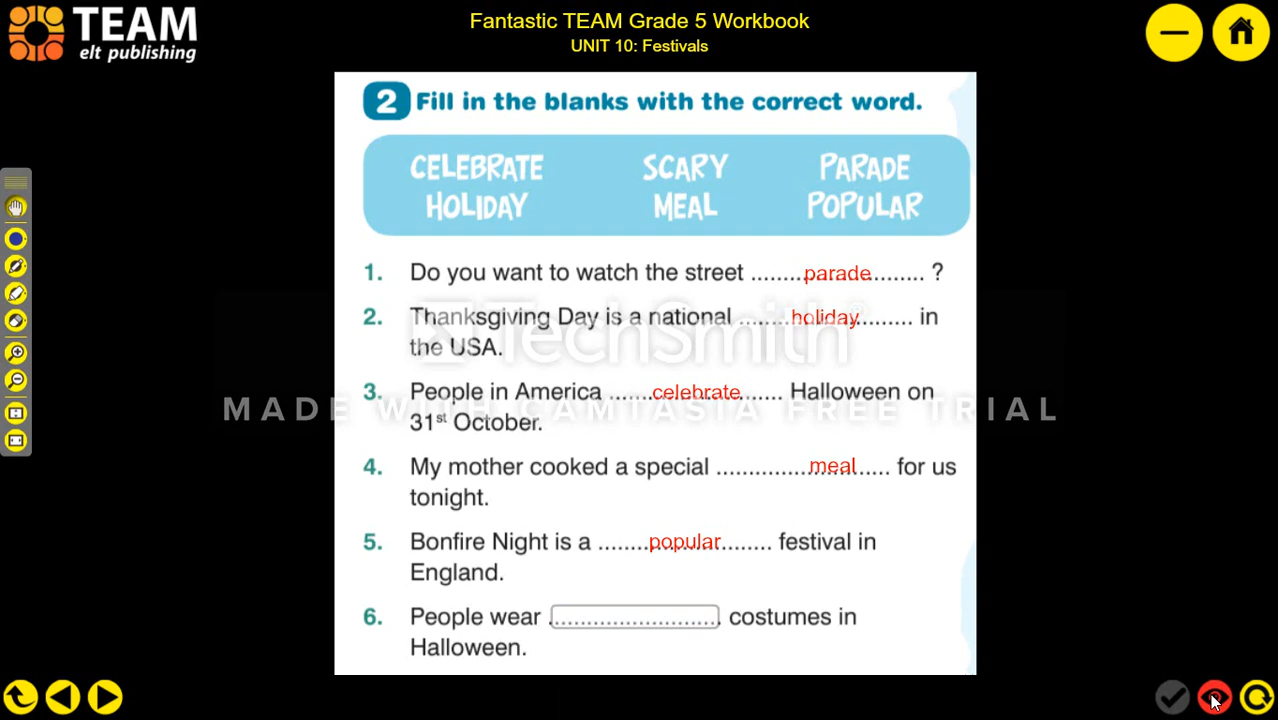 TEAM
elt publishing
Fantastic TEAM Grade 5 Workbook
UNIT 10: Festivals
2 Fill in the blanks with the correct word.
CELEBRATE SCARY PARADE
HOLIDAY MEAL POPULAR
1. Do you want to watch the street ........parade........ ?
2. Thanksgiving Day is a national ........holiday........ in
the USA.
3. People in America ......celebrate...... Halloween on
31st October.
4. My mother cooked a special ..............meal..... for us
tonight.
5. Bonfire Night is a ........popular........ festival in
England.
6. People wear .......................... costumes in
Halloween.
TechSmith
MADE WITH CAMTASIA FREE TRIAL